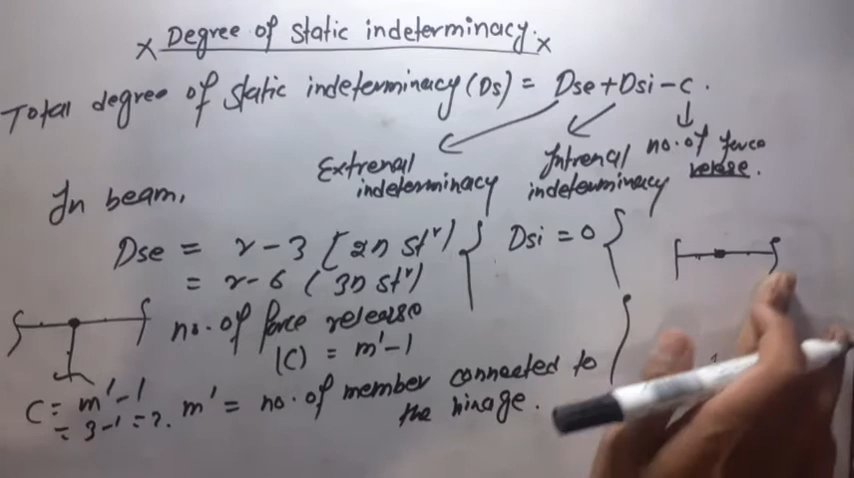 x Degree of static indeterminacy. x
Total degree of static indeterminacy (Ds) = Dse + Dsi - c .
Extrenal indeterminacy
Intrenal indeterminacy
no. of force relese.
In beam,
Dse = r - 3 [ 2D stʳ )
= r - 6 ( 3D stʳ)
Dsi = 0
no. of force release
(C) = m' - 1
m' = no. of member connected to
the hinage.
C = m' - 1
= 3 - 1 = 2.